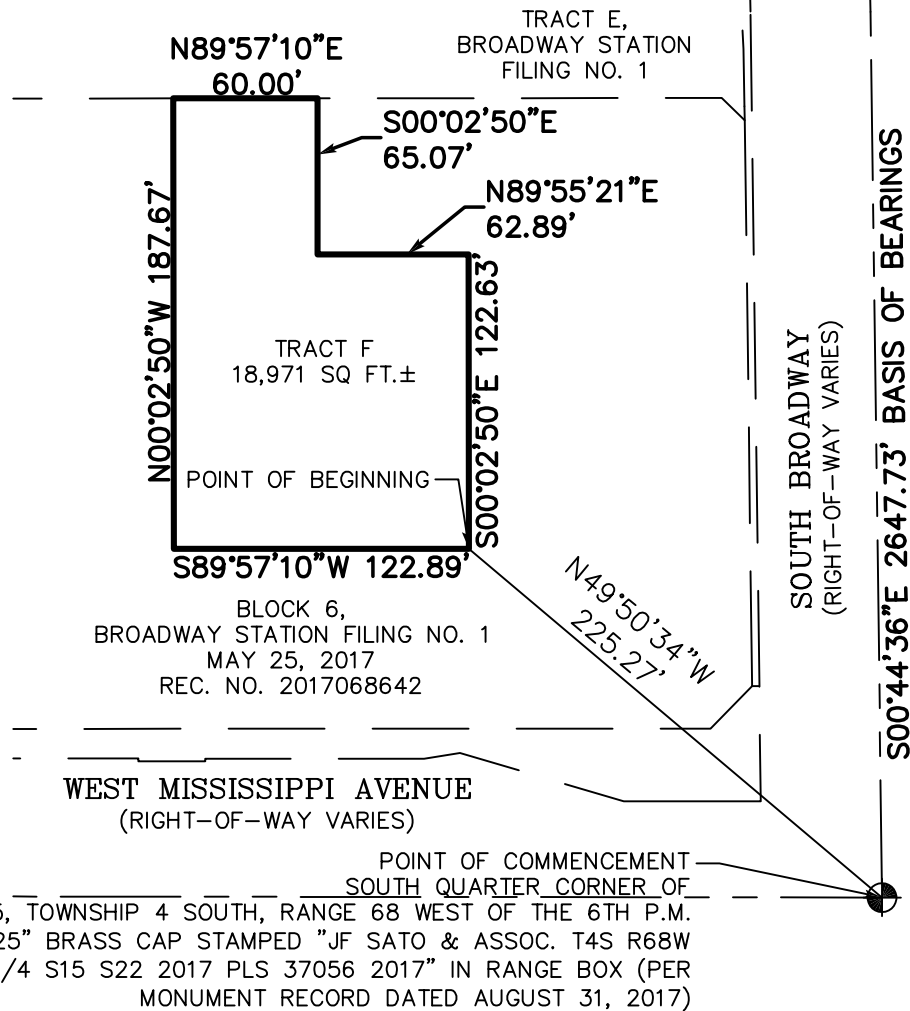 TRACT E,
BROADWAY STATION
FILING NO. 1
N89°57'10"E
60.00'
S00°02'50"E
65.07'
N89°55'21"E
62.89'
N00°02'50"W 187.67'
TRACT F
18,971 SQ FT.±
S00°02'50"E 122.63'
POINT OF BEGINNING
S89°57'10"W 122.89'
BLOCK 6,
BROADWAY STATION FILING NO. 1
MAY 25, 2017
REC. NO. 2017068642
N49°50'34"W
225.27'
SOUTH BROADWAY
(RIGHT-OF-WAY VARIES)
S00°44'36"E 2647.73' BASIS OF BEARINGS
WEST MISSISSIPPI AVENUE
(RIGHT-OF-WAY VARIES)
POINT OF COMMENCEMENT
SOUTH QUARTER CORNER OF
5, TOWNSHIP 4 SOUTH, RANGE 68 WEST OF THE 6TH P.M.
25" BRASS CAP STAMPED "JF SATO & ASSOC. T4S R68W
/4 S15 S22 2017 PLS 37056 2017" IN RANGE BOX (PER
MONUMENT RECORD DATED AUGUST 31, 2017)